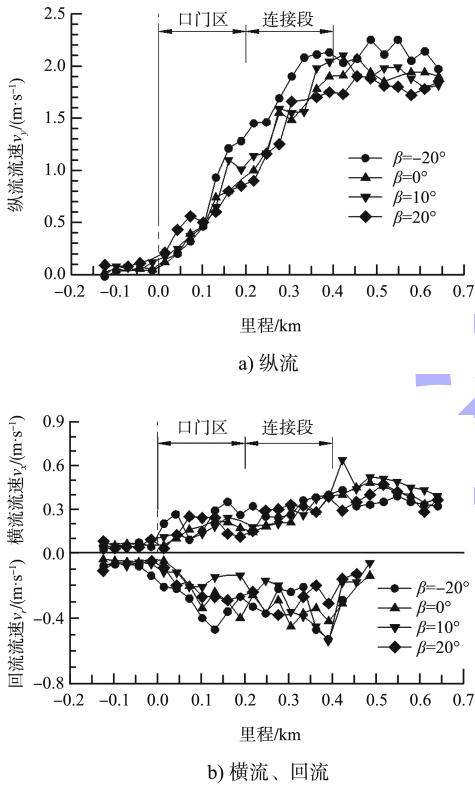 2.5
口门区
连接段
2.0
1.5
1.0
0.5
0.0
纵流流速vy/(m·s⁻¹)
β=-20°
β=0°
β=10°
β=20°
-0.2 -0.1 0.0 0.1 0.2 0.3 0.4 0.5 0.6 0.7
里程/km
a) 纵流
0.9
口门区
连接段
0.6
0.3
0.0
-0.4
-0.8
横流流速vx/(m·s⁻¹)
回流流速vr/(m·s⁻¹)
β=-20°
β=0°
β=10°
β=20°
-0.2 -0.1 0.0 0.1 0.2 0.3 0.4 0.5 0.6 0.7
里程/km
b) 横流、回流